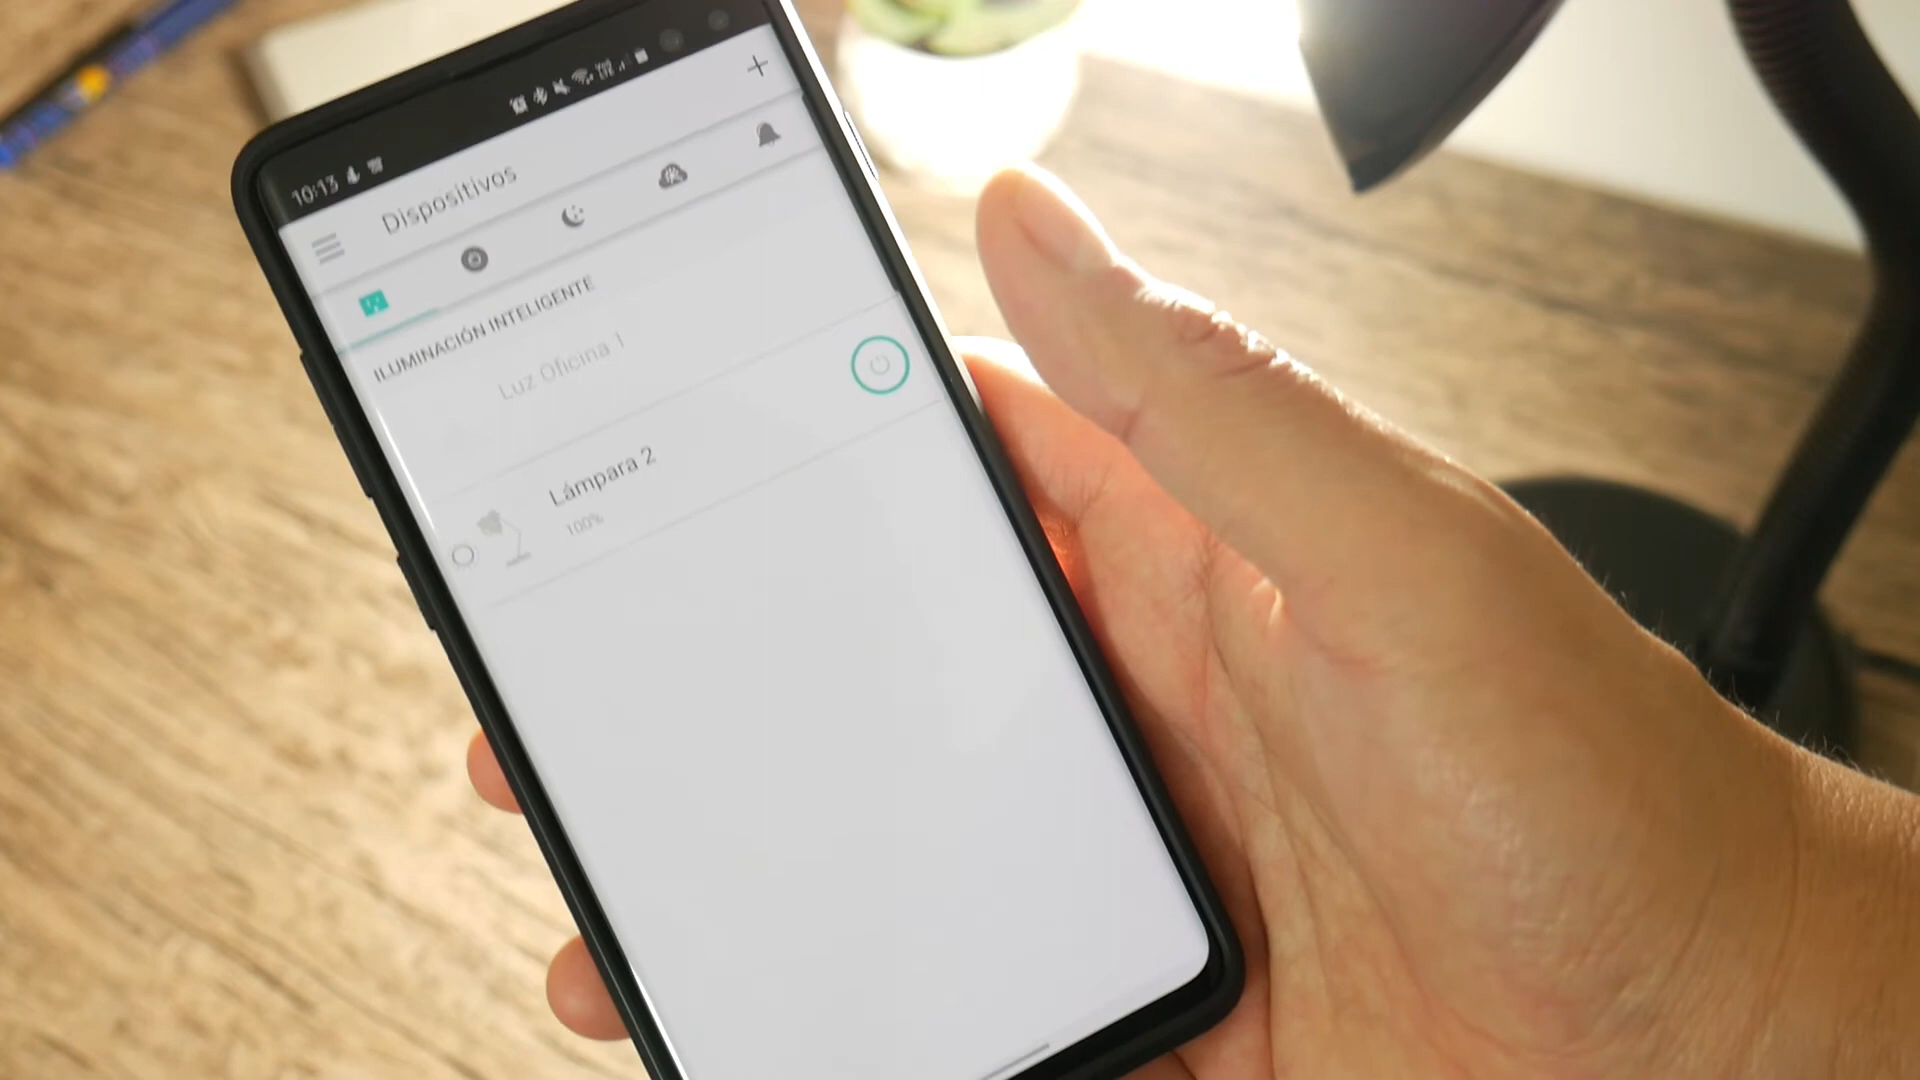 10:13
Dispositivos
ILUMINACIÓN INTELIGENTE
Luz Oficina 1
Lámpara 2
100%